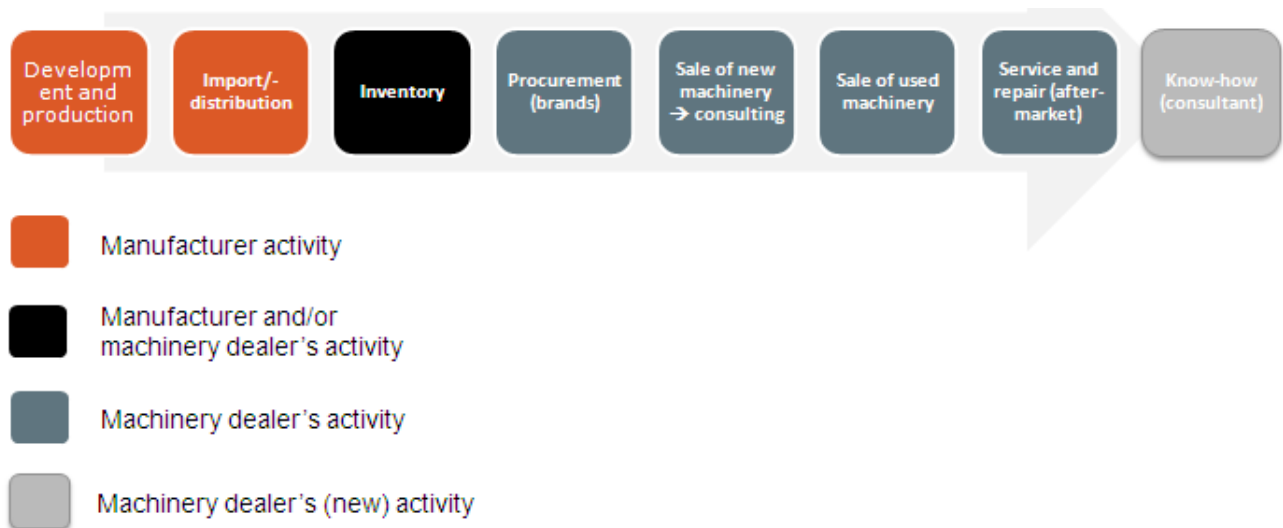 Developm
ent and
production
Import/-
distribution
Inventory
Procurement
(brands)
Sale of new
machinery
→ consulting
Sale of used
machinery
Service and
repair (after-
market)
Know-how
(consultant)
Manufacturer activity
Manufacturer and/or
machinery dealer’s activity
Machinery dealer’s activity
Machinery dealer’s (new) activity